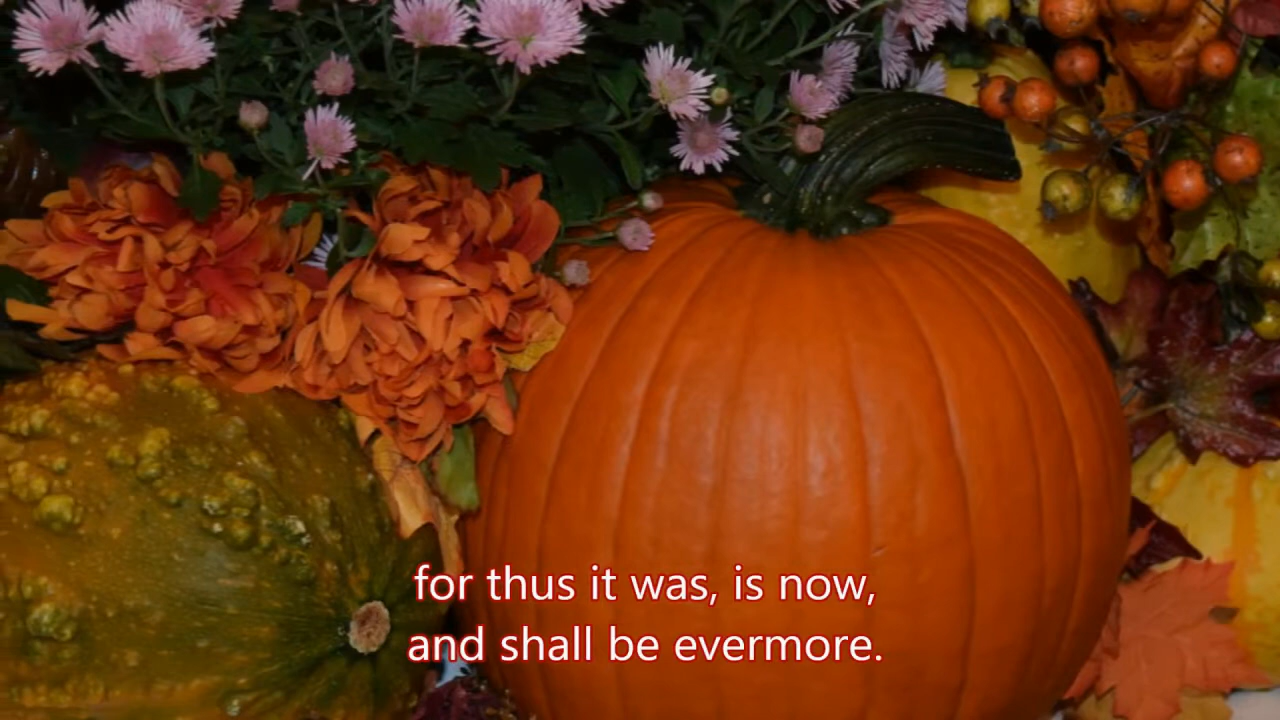 for thus it was, is now,
and shall be evermore.